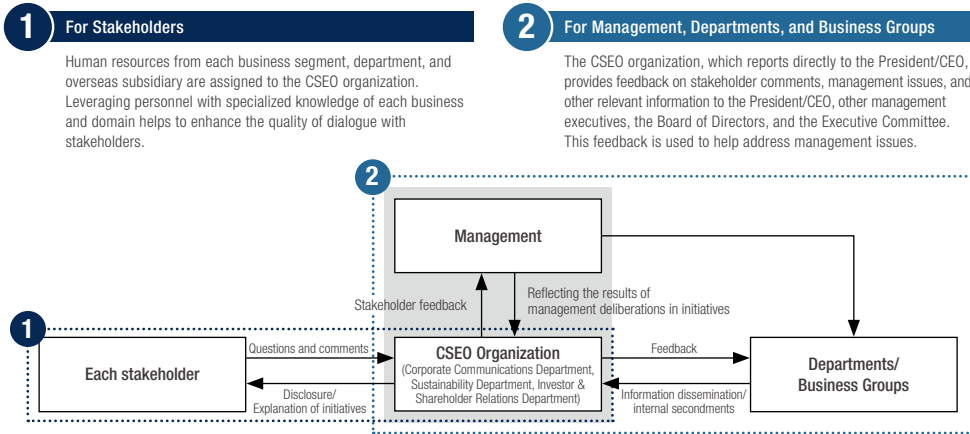 1
For Stakeholders
Human resources from each business segment, department, and
overseas subsidiary are assigned to the CSEO organization.
Leveraging personnel with specialized knowledge of each business
and domain helps to enhance the quality of dialogue with
stakeholders.
2
For Management, Departments, and Business Groups
The CSEO organization, which reports directly to the President/CEO,
provides feedback on stakeholder comments, management issues, and
other relevant information to the President/CEO, other management
executives, the Board of Directors, and the Executive Committee.
This feedback is used to help address management issues.
2
Management
Stakeholder feedback
Reflecting the results of
management deliberations in initiatives
1
Each stakeholder
Questions and comments
Disclosure/
Explanation of initiatives
CSEO Organization
(Corporate Communications Department,
Sustainability Department, Investor &
Shareholder Relations Department)
Feedback
Information dissemination/
internal secondments
Departments/
Business Groups